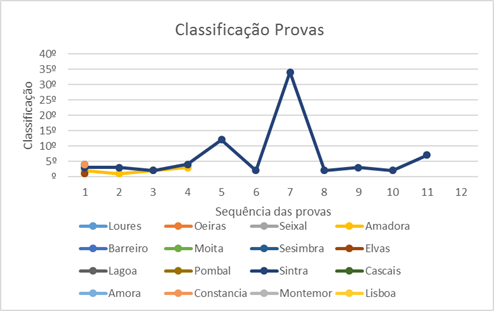 Classificação Provas
40º
35º
30º
25º
20º
15º
10º
5º
º
Classificação
1 2 3 4 5 6 7 8 9 10 11 12
Sequência das provas
Loures Oeiras Seixal Amadora
Barreiro Moita Sesimbra Elvas
Lagoa Pombal Sintra Cascais
Amora Constancia Montemor Lisboa